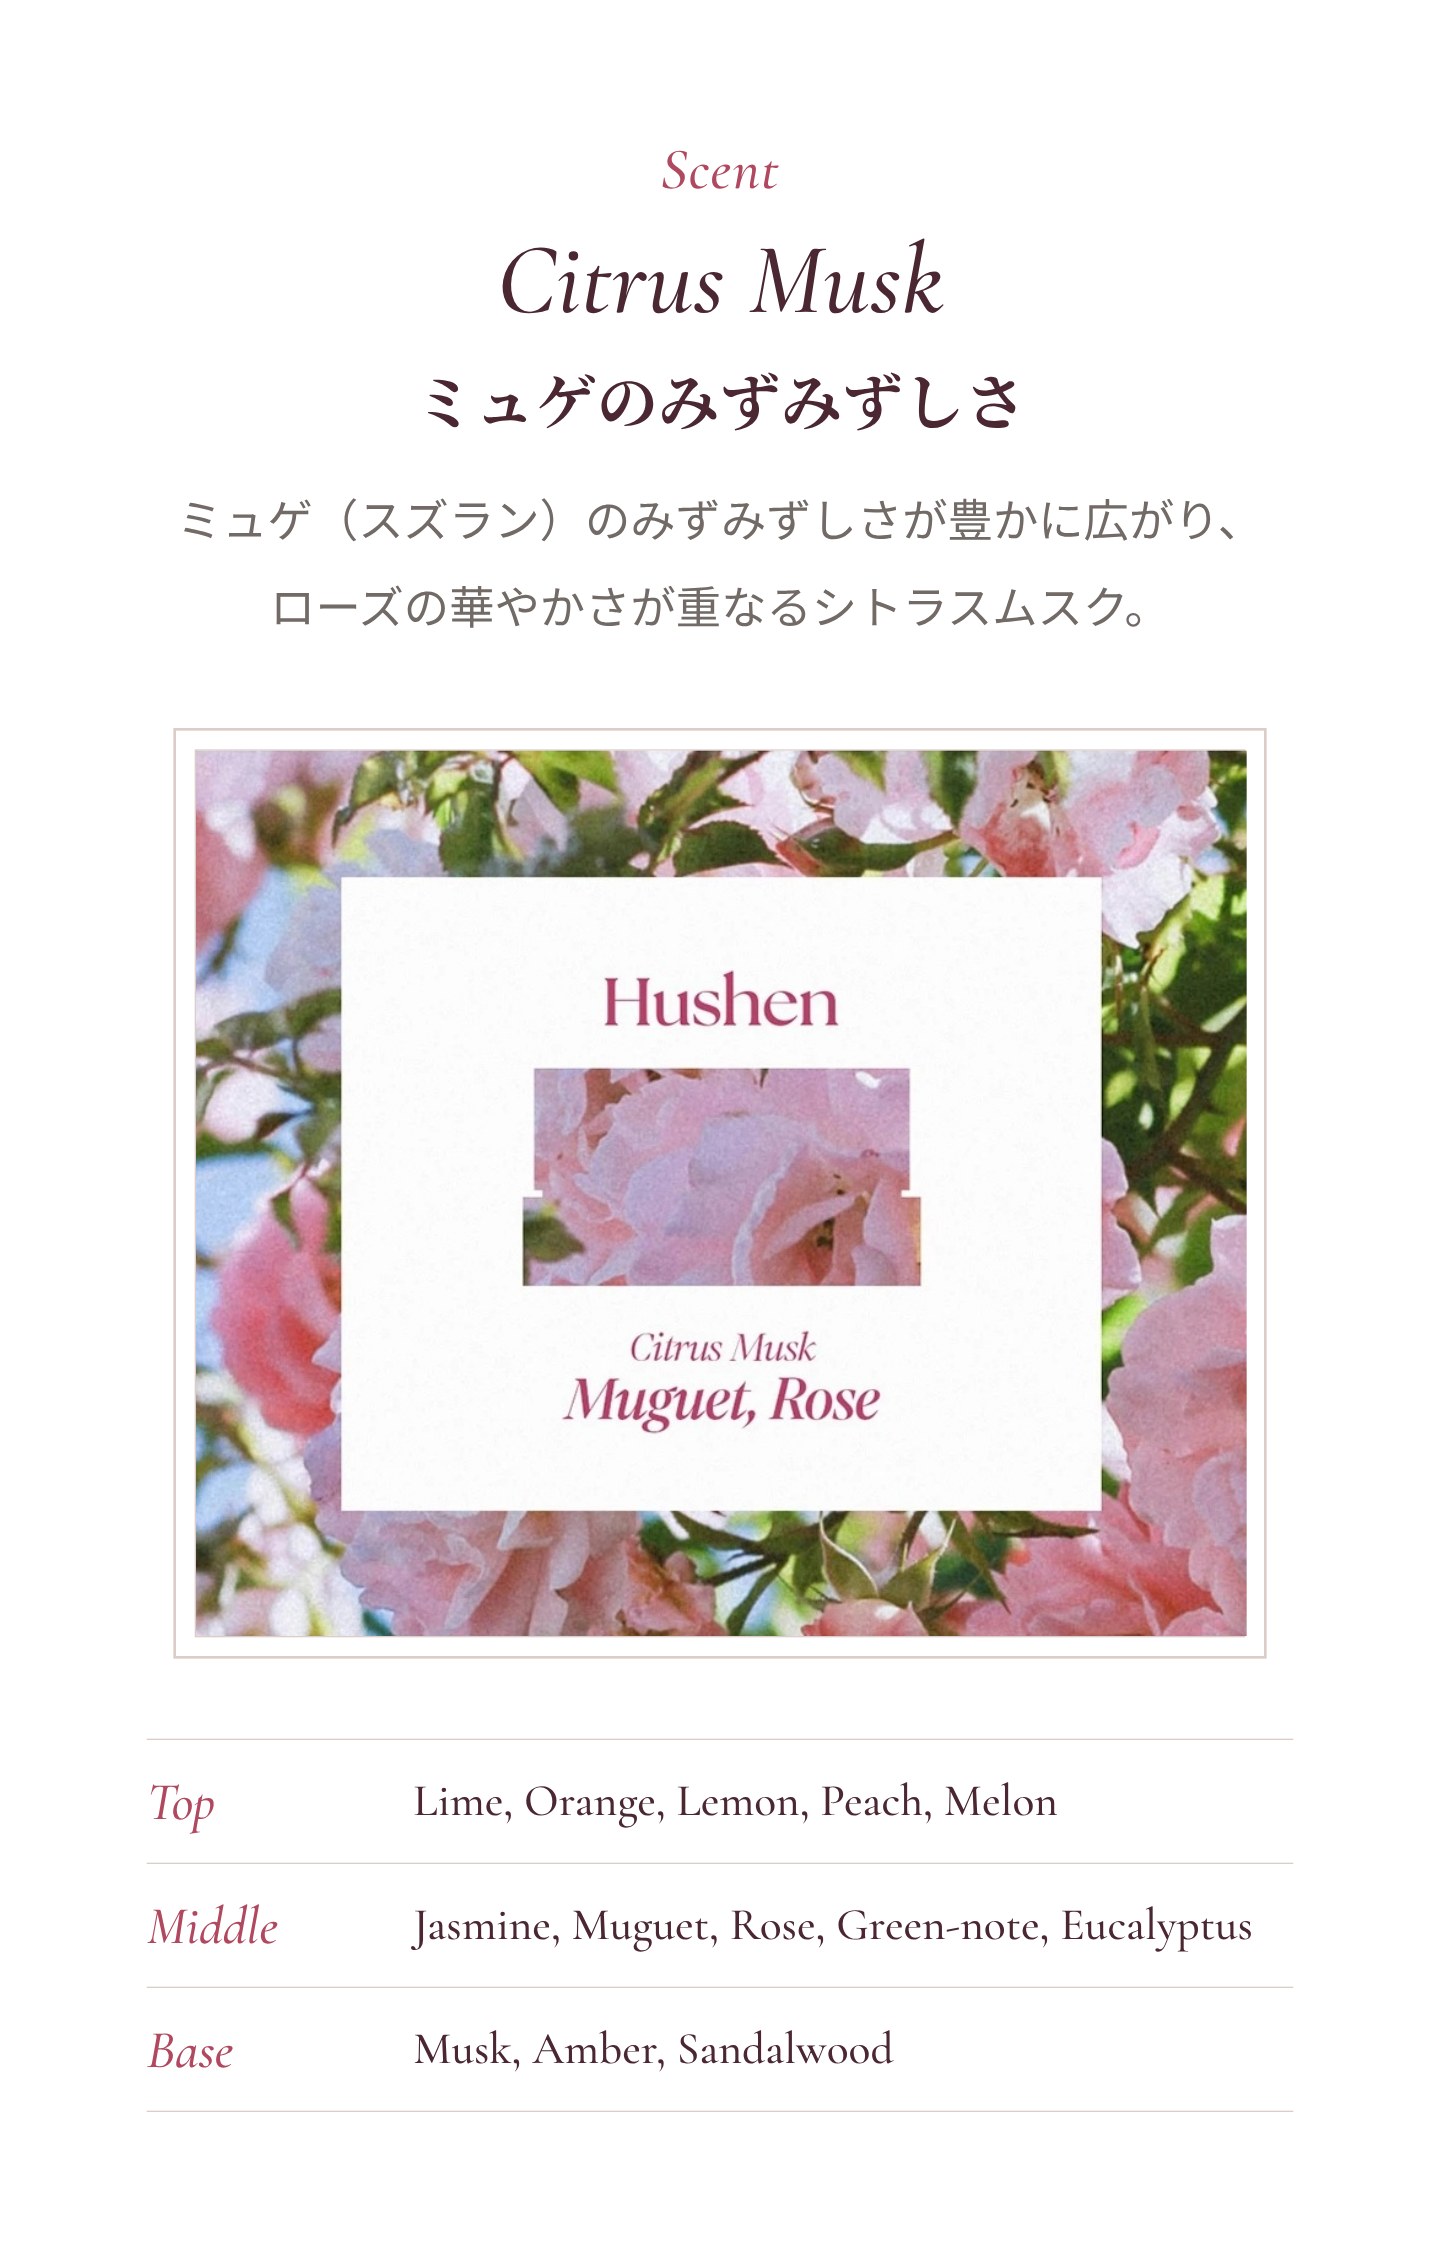 Scent
Citrus Musk
ミュゲのみずみずしさ
ミュゲ（スズラン）のみずみずしさが豊かに広がり、
ローズの華やかさが重なるシトラスムスク。
Hushen
Citrus Musk
Muguet, Rose
Top Lime, Orange, Lemon, Peach, Melon
Middle Jasmine, Muguet, Rose, Green-note, Eucalyptus
Base Musk, Amber, Sandalwood